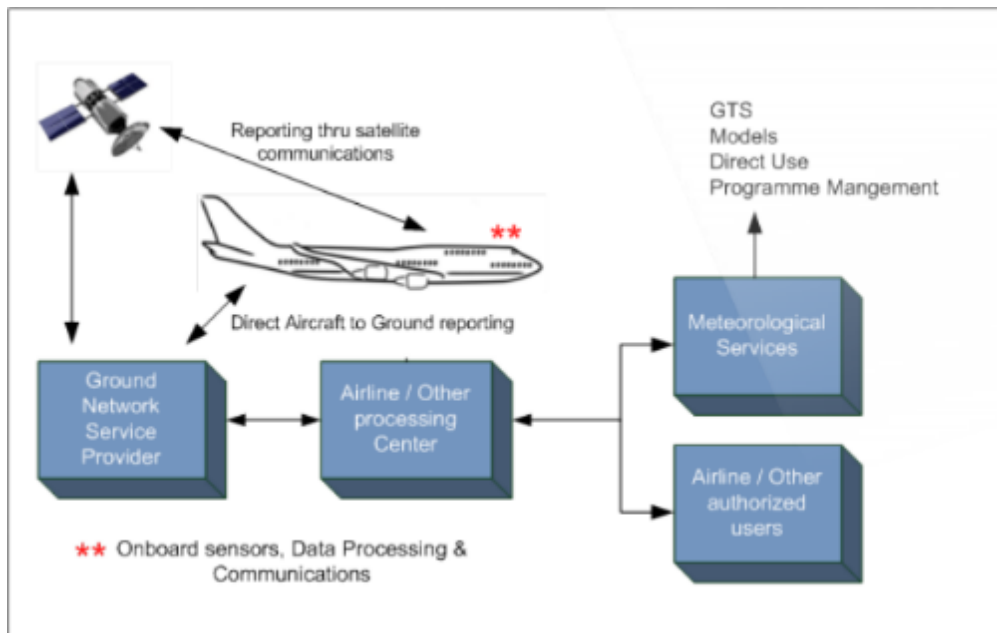 GTS
Models
Direct Use
Programme Mangement
Reporting thru satellite
communications
**
Direct Aircraft to Ground reporting
Meteorological
Services
Ground
Network
Service
Provider
Airline / Other
processing
Center
Airline / Other
authorized
users
** Onboard sensors, Data Processing &
Communications